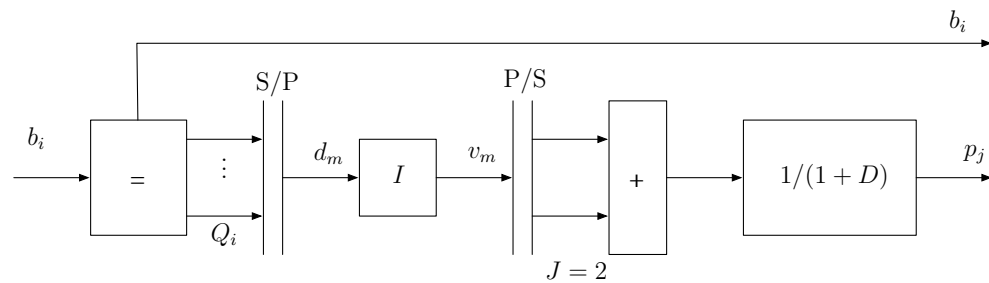 b_i
S/P
P/S
b_i
d_m
v_m
p_j
=
⋮
I
+
1/(1 + D)
Q_i
J = 2